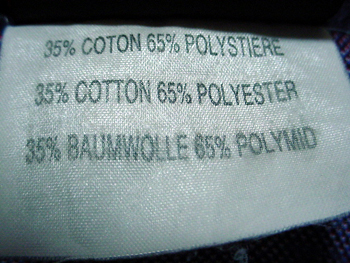 35% COTON 65% POLYSTIERE
35% COTTON 65% POLYESTER
35% BAUMWOLLE 65% POLYMID